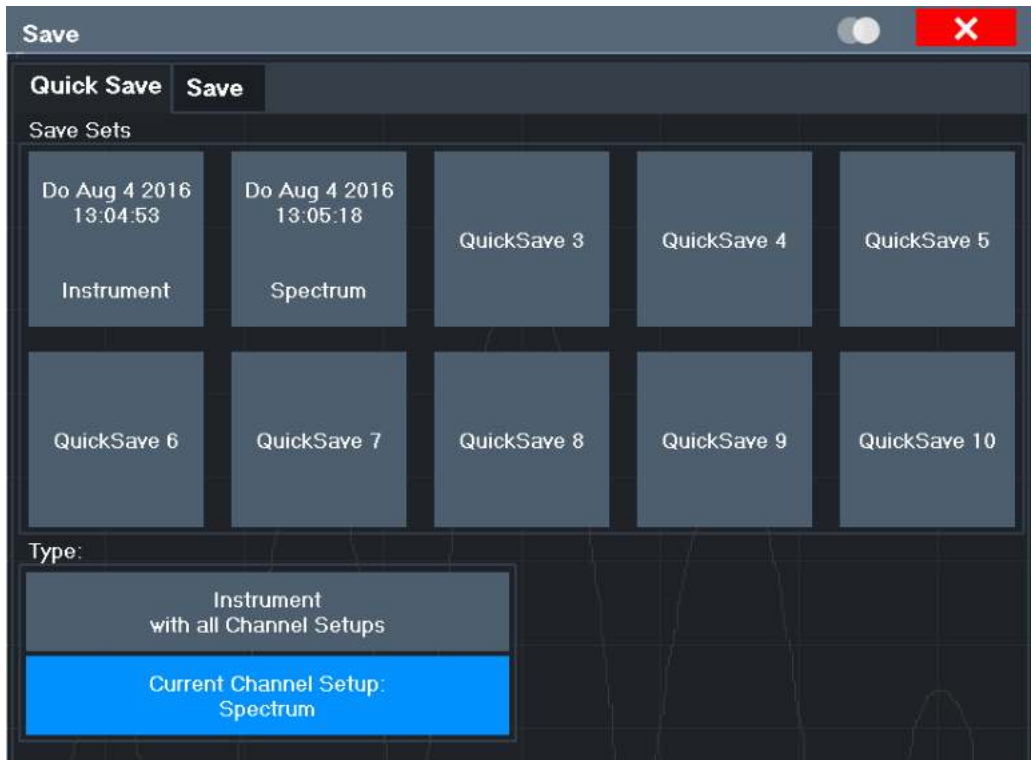 Save
Quick Save Save
Save Sets
Do Aug 4 2016
13:04:53
Instrument
Do Aug 4 2016
13:05:18
Spectrum
QuickSave 3
QuickSave 4
QuickSave 5
QuickSave 6
QuickSave 7
QuickSave 8
QuickSave 9
QuickSave 10
Type:
Instrument
with all Channel Setups
Current Channel Setup:
Spectrum